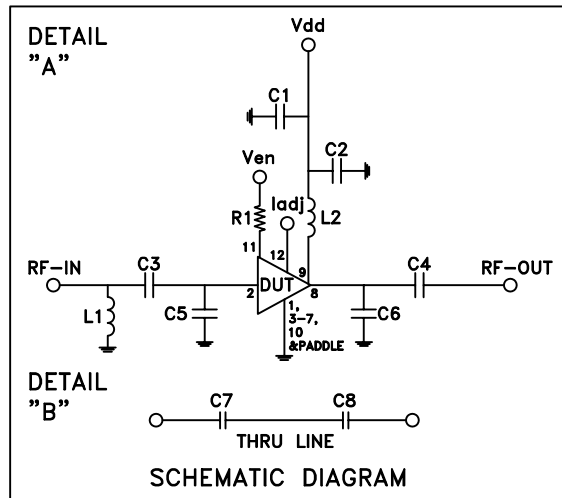 DETAIL
"A"
Vdd
C1
C2
Ven
Iadj
R1
L2
11
12
RF-IN
C3
9
C4
RF-OUT
DUT
2
8
L1
C5
1,
3-7,
10
&PADDLE
C6
DETAIL
"B"
C7
C8
THRU LINE
SCHEMATIC DIAGRAM